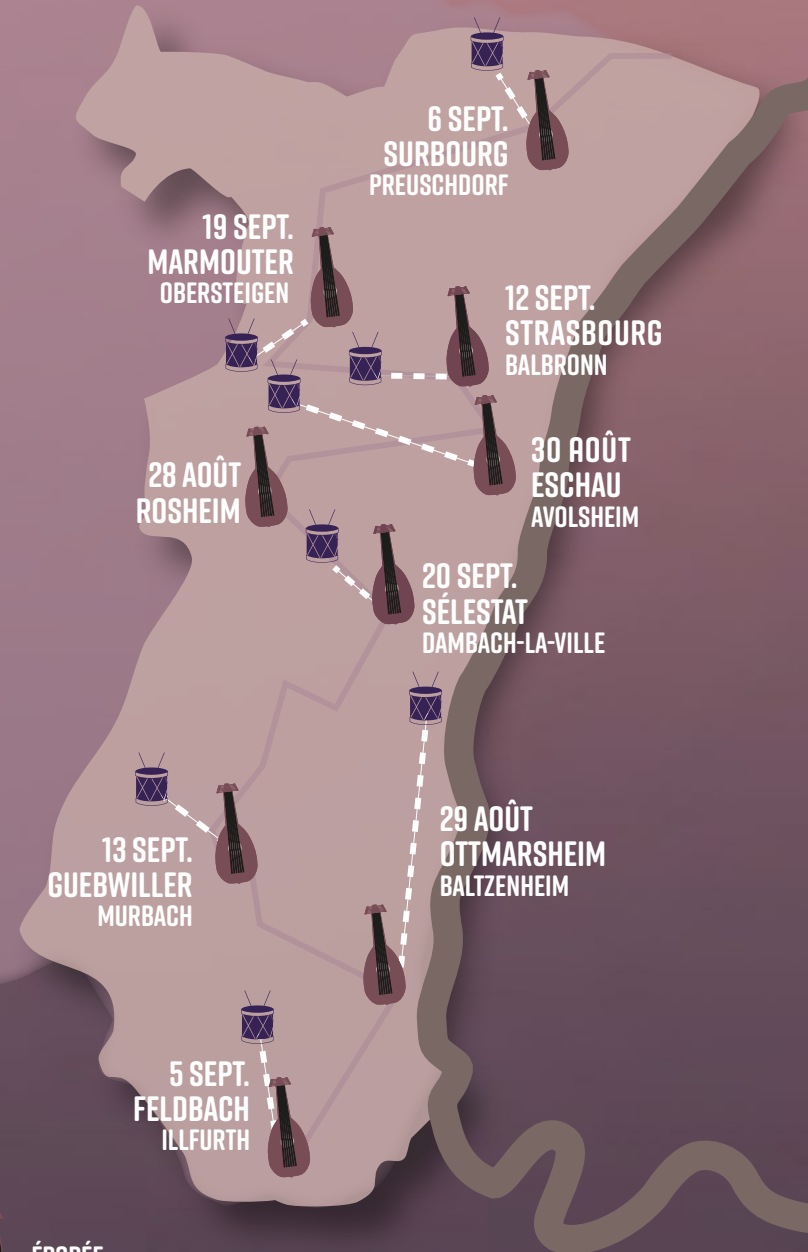 6 SEPT.
SURBOURG
PREUSCHDORF
19 SEPT.
MARMOUTER
OBERSTEIGEN
12 SEPT.
STRASBOURG
BALBRONN
30 AOÛT
ESCHAU
AVOLSHEIM
28 AOÛT
ROSHEIM
20 SEPT.
SÉLESTAT
DAMBACH-LA-VILLE
29 AOÛT
OTTMARSHEIM
BALTZENHEIM
13 SEPT.
GUEBWILLER
MURBACH
5 SEPT.
FELDBACH
ILLFURTH